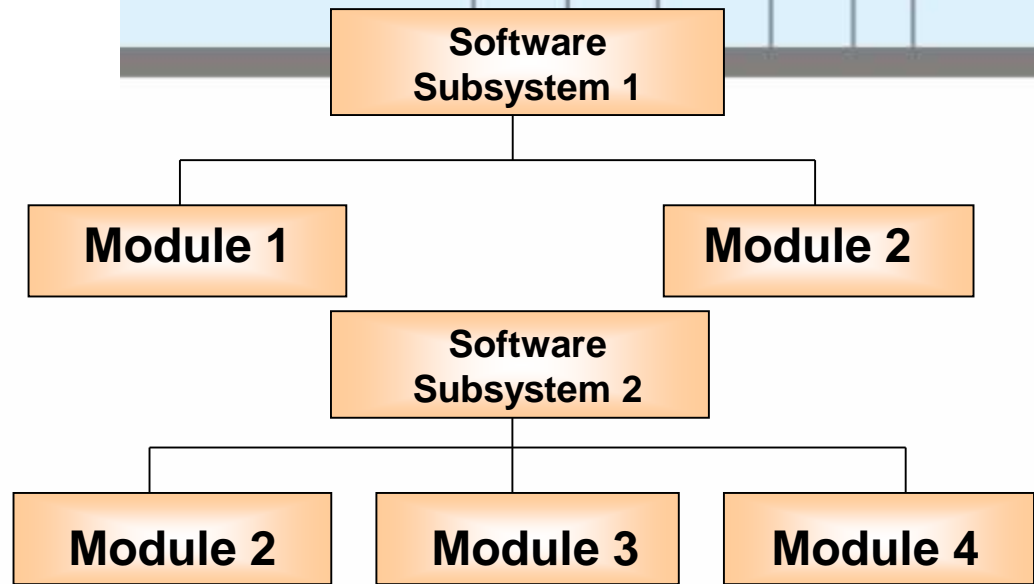 Software
Subsystem 1
Module 1
Module 2
Software
Subsystem 2
Module 2
Module 3
Module 4